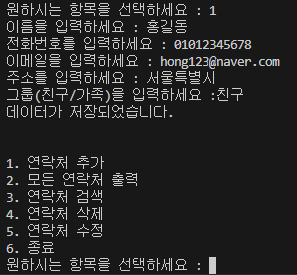 원하시는 항목을 선택하세요 : 1
이름을 입력하세요 : 홍길동
전화번호를 입력하세요 : 01012345678
이메일을 입력하세요 : hong123@naver.com
주소를 입력하세요 : 서울특별시
그룹(친구/가족)을 입력하세요 :친구
데이터가 저장되었습니다.
1. 연락처 추가
2. 모든 연락처 출력
3. 연락처 검색
4. 연락처 삭제
5. 연락처 수정
6. 종료
원하시는 항목을 선택하세요 :